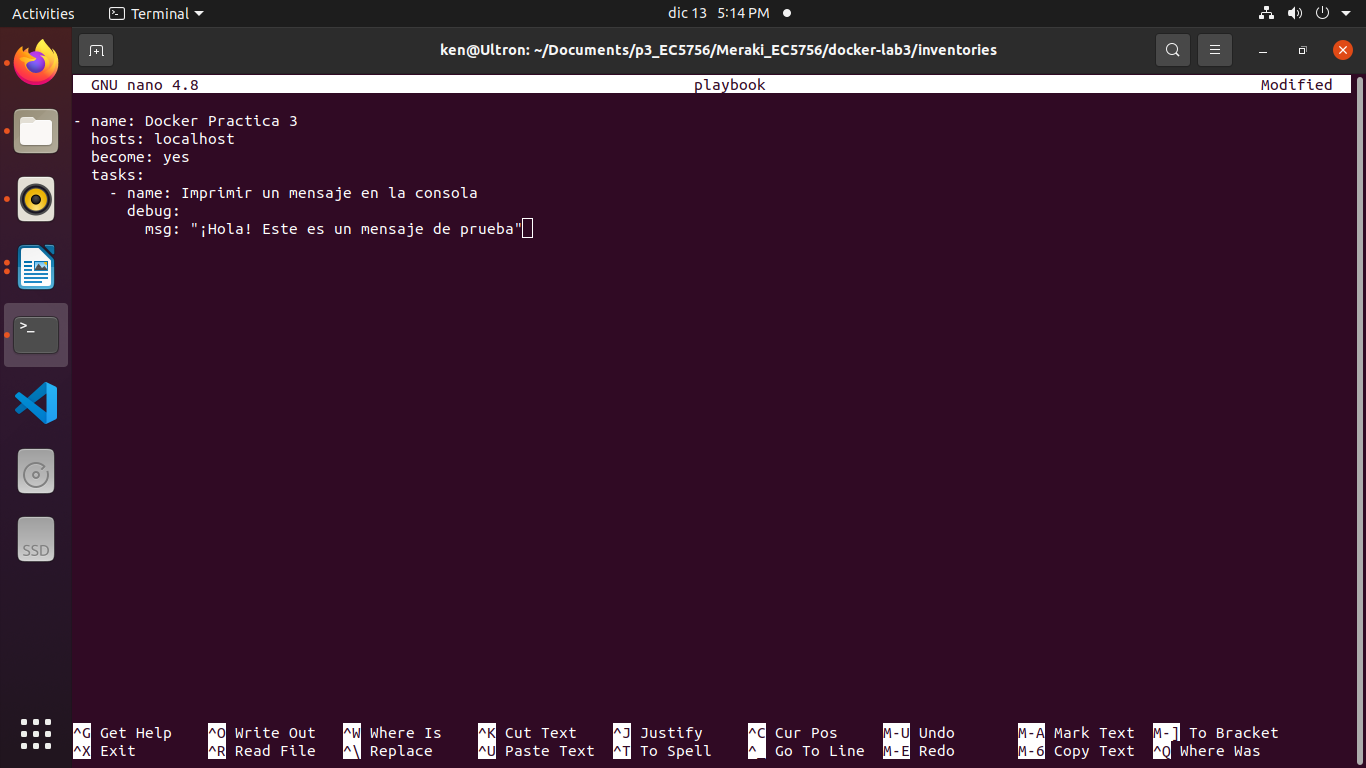 Activities Terminal dic 13 5:14 PM
ken@Ultron: ~/Documents/p3_EC5756/Meraki_EC5756/docker-lab3/inventories
GNU nano 4.8 playbook Modified
- name: Docker Practica 3
hosts: localhost
become: yes
tasks:
- name: Imprimir un mensaje en la consola
debug:
msg: "¡Hola! Este es un mensaje de prueba"
>_
SSD
^G Get Help ^O Write Out ^W Where Is ^K Cut Text ^J Justify ^C Cur Pos M-U Undo M-A Mark Text M-] To Bracket
^X Exit ^R Read File ^\ Replace ^U Paste Text ^T To Spell ^_ Go To Line M-E Redo M-6 Copy Text ^Q Where Was